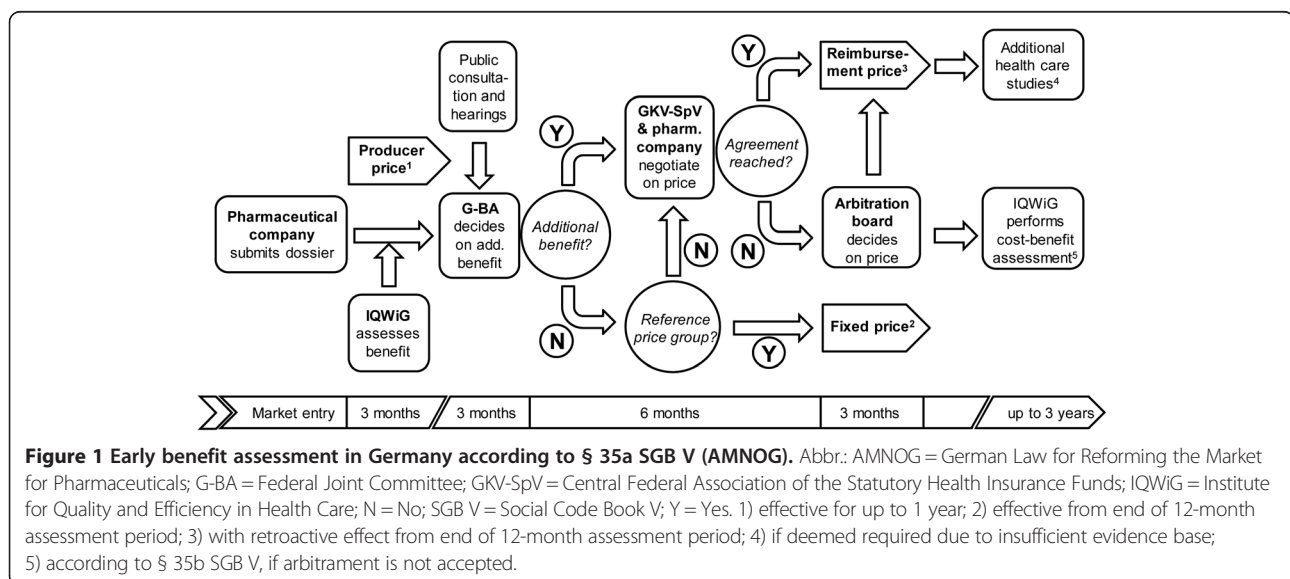 Public
consulta-
tion and
hearings
Producer
price¹
Pharmaceutical
company
submits dossier
IQWiG
assesses
benefit
G-BA
decides
on add.
benefit
Additional
benefit?
Y
N
GKV-SpV
& pharm.
company
negotiate
on price
N
Reference
price group?
Y
Fixed price²
Agreement
reached?
Y
N
Reimburse-
ment price³
Additional
health care
studies⁴
Arbitration
board
decides
on price
IQWiG
performs
cost-benefit
assessment⁵
Market entry
3 months
3 months
6 months
3 months
up to 3 years
Figure 1 Early benefit assessment in Germany according to § 35a SGB V (AMNOG). Abbr.: AMNOG = German Law for Reforming the Market
for Pharmaceuticals; G-BA = Federal Joint Committee; GKV-SpV = Central Federal Association of the Statutory Health Insurance Funds; IQWiG = Institute
for Quality and Efficiency in Health Care; N = No; SGB V = Social Code Book V; Y = Yes. 1) effective for up to 1 year; 2) effective from end of 12-month
assessment period; 3) with retroactive effect from end of 12-month assessment period; 4) if deemed required due to insufficient evidence base;
5) according to § 35b SGB V, if arbitrament is not accepted.